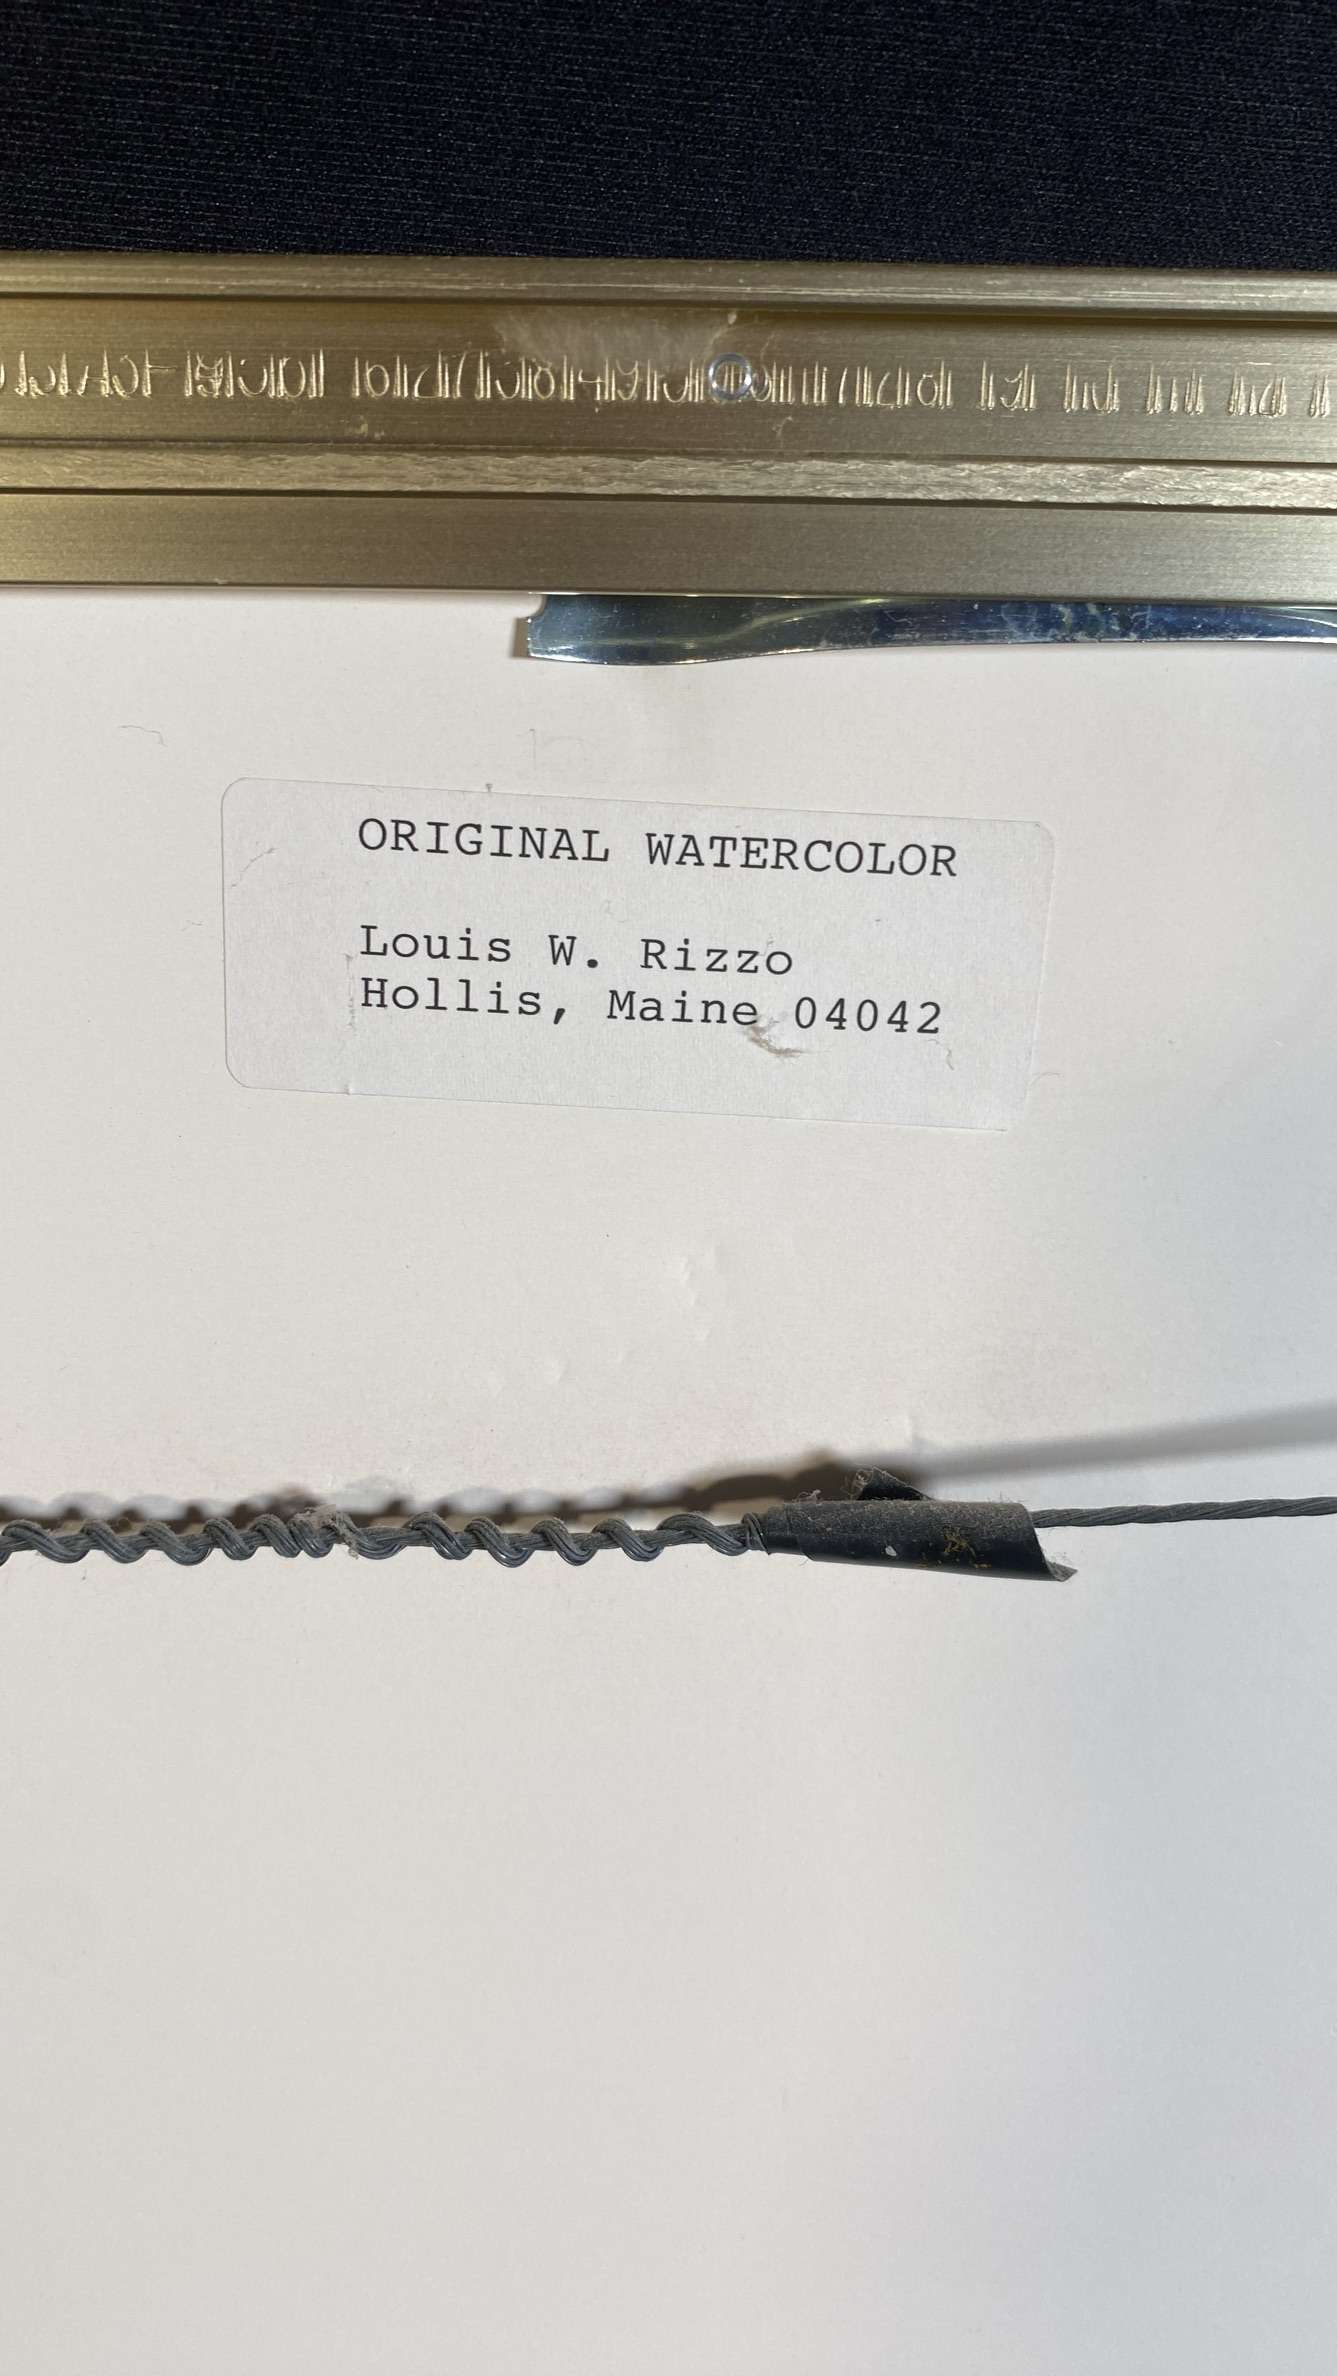 ORIGINAL WATERCOLOR
Louis W. Rizzo
Hollis, Maine 04042